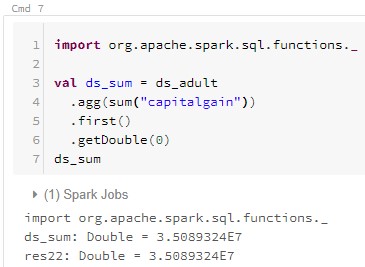 Cmd 7
1 import org.apache.spark.sql.functions._
2
3 val ds_sum = ds_adult
4 .agg(sum("capitalgain"))
5 .first()
6 .getDouble(0)
7 ds_sum
(1) Spark Jobs
import org.apache.spark.sql.functions._
ds_sum: Double = 3.5089324E7
res22: Double = 3.5089324E7